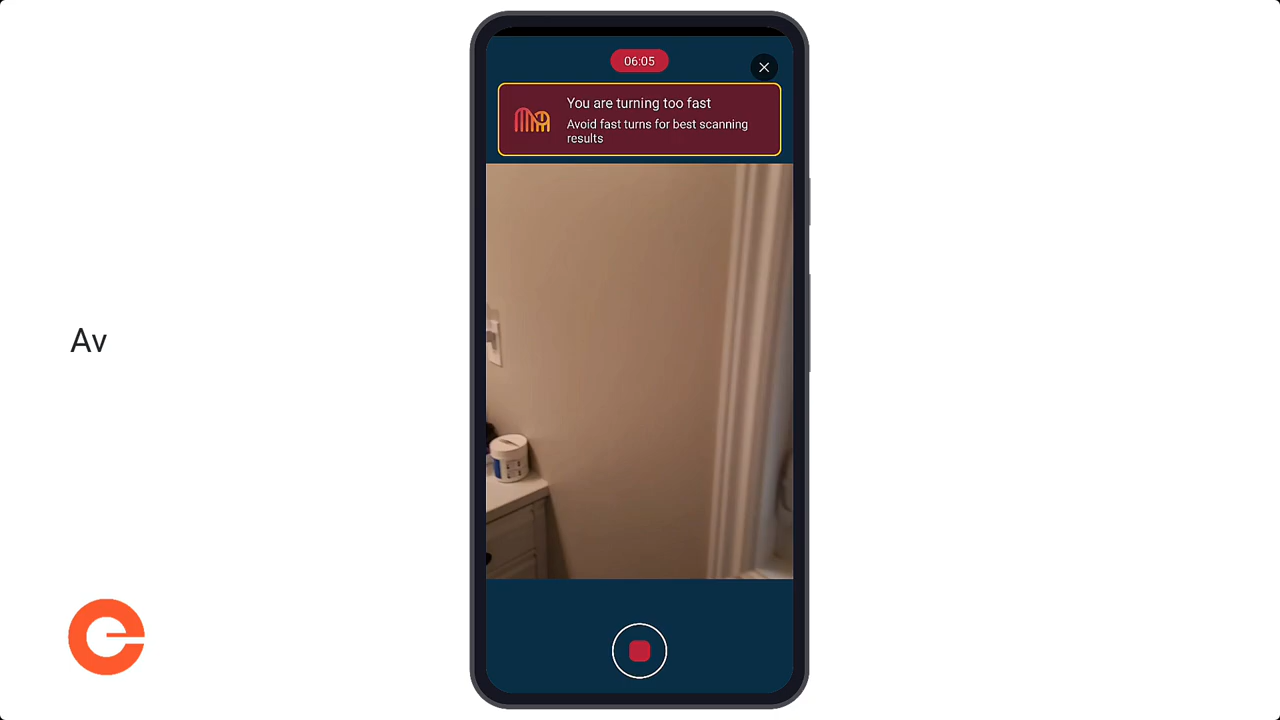 06:05
You are turning too fast
Avoid fast turns for best scanning
results
Av